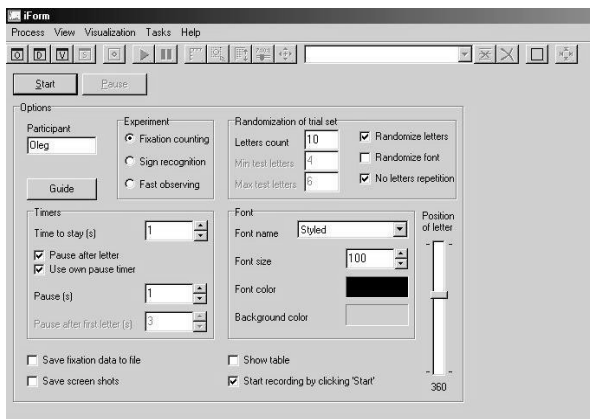 iForm
Process View Visualization Tasks Help
O D V S
Start Pause
Options
Participant
Oleg
Guide
Experiment
Fixation counting
Sign recognition
Fast observing
Randomization of trial set
Letters count 10
Min test letters 4
Max test letters 6
Randomize letters
Randomize font
No letters repetition
Timers
Time to stay (s) 1
Pause after letter
Use own pause timer
Pause (s) 1
Pause after first letter (s) 3
Font
Font name Styled
Font size 100
Font color
Background color
Position
of letter
360
Save fixation data to file
Save screen shots
Show table
Start recording by clicking 'Start'